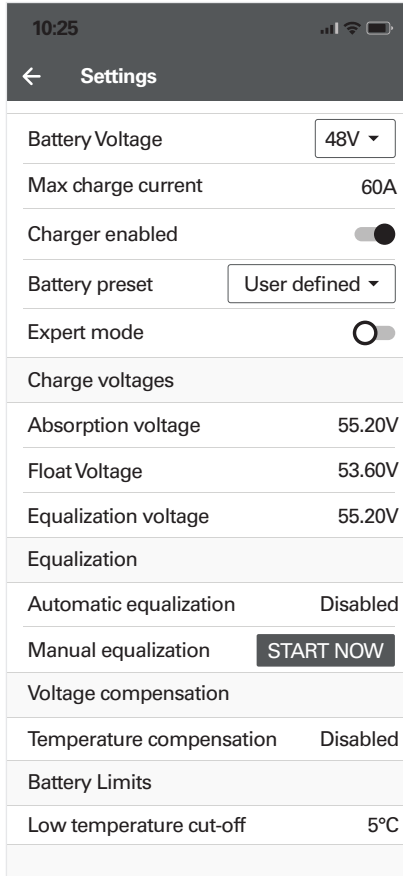 10:25
Settings
Battery Voltage 48V
Max charge current 60A
Charger enabled
Battery preset User defined
Expert mode
Charge voltages
Absorption voltage 55.20V
Float Voltage 53.60V
Equalization voltage 55.20V
Equalization
Automatic equalization Disabled
Manual equalization START NOW
Voltage compensation
Temperature compensation Disabled
Battery Limits
Low temperature cut-off 5°C